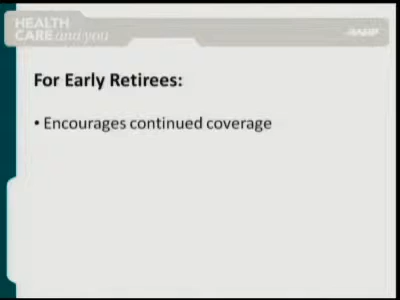 HEALTH
CARE and you
AARP
For Early Retirees:
• Encourages continued coverage